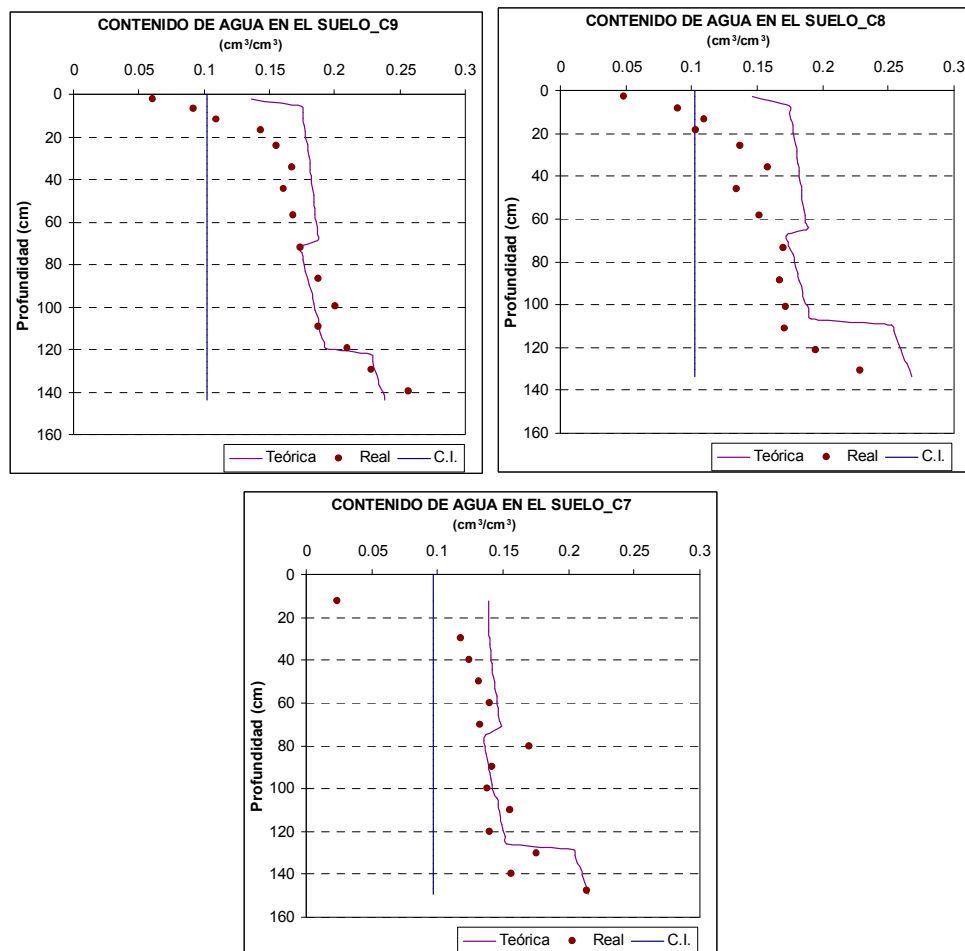 CONTENIDO DE AGUA EN EL SUELO_C9
(cm³/cm³)
0 0.05 0.1 0.15 0.2 0.25 0.3
0
20
40
60
80
100
120
140
160
Profundidad (cm)
Teórica Real C.I.
CONTENIDO DE AGUA EN EL SUELO_C8
(cm³/cm³)
0 0.05 0.1 0.15 0.2 0.25 0.3
0
20
40
60
80
100
120
140
160
Profundidad (cm)
Teórica Real C.I.
CONTENIDO DE AGUA EN EL SUELO_C7
(cm³/cm³)
0 0.05 0.1 0.15 0.2 0.25 0.3
0
20
40
60
80
100
120
140
160
Profundidad (cm)
Teórica Real C.I.